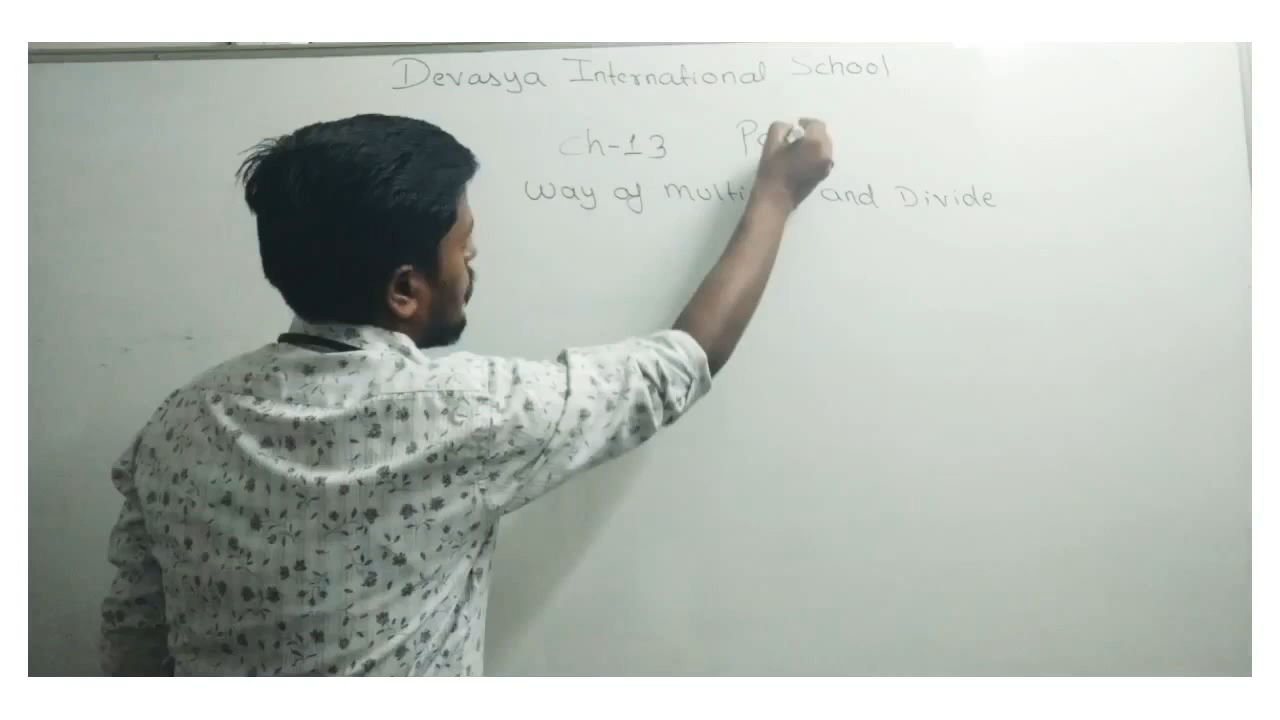 Devasya International School
Ch-13
Way of and Divide